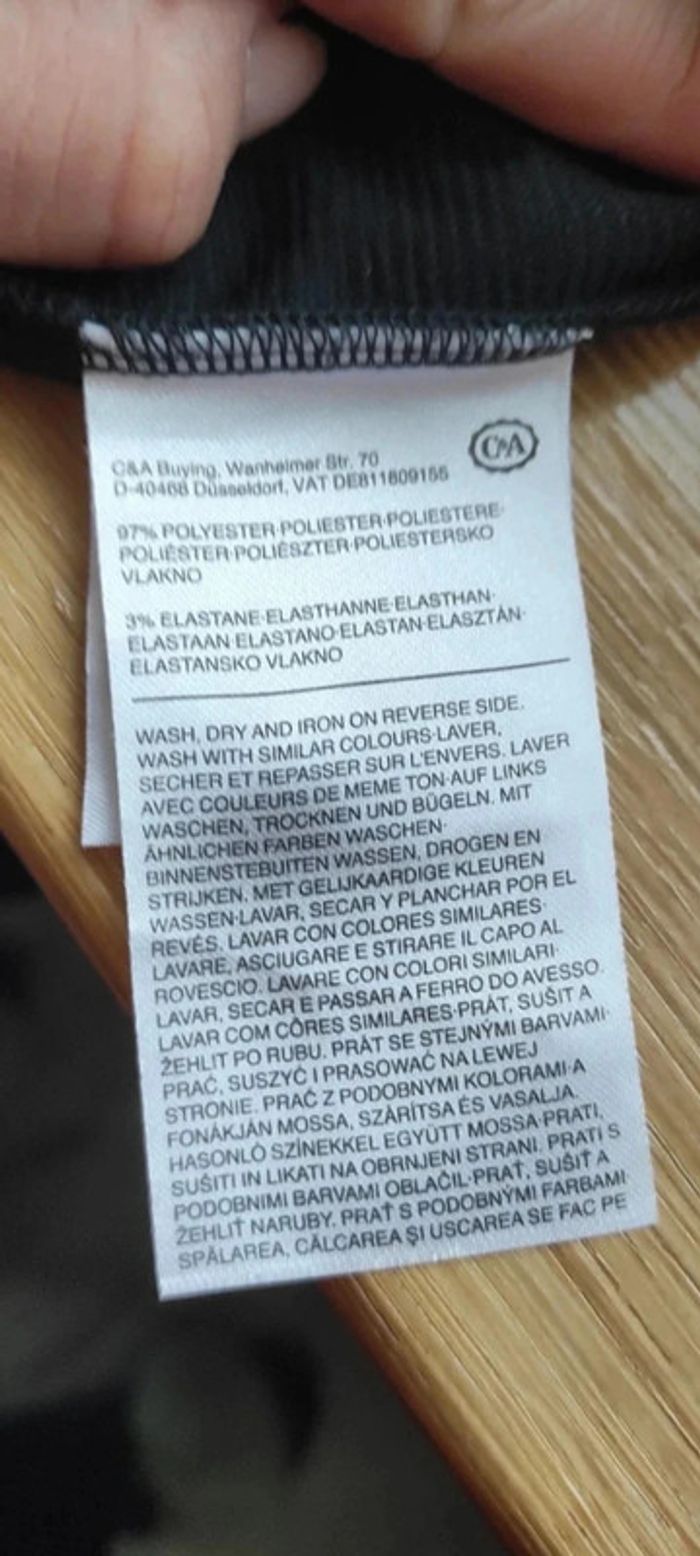 C&A
C&A Buying, Wanheimer Str. 70
D-40468 Düsseldorf, VAT DE811809155
97% POLYESTER·POLIESTER·POLIESTERE·
POLIÉSTER·POLIÉSZTER·POLIESTERSKO
VLAKNO
3% ELASTANE·ELASTHANNE·ELASTHAN·
ELASTAAN·ELASTANO·ELASTAN·ELASZTÁN·
ELASTANSKO VLAKNO
WASH, DRY AND IRON ON REVERSE SIDE.
WASH WITH SIMILAR COLOURS·LAVER,
SECHER ET REPASSER SUR L'ENVERS. LAVER
AVEC COULEURS DE MEME TON·AUF LINKS
WASCHEN, TROCKNEN UND BÜGELN. MIT
ÄHNLICHEN FARBEN WASCHEN·
BINNENSTEBUITEN WASSEN, DROGEN EN
STRIJKEN. MET GELIJKAARDIGE KLEUREN
WASSEN·LAVAR, SECAR Y PLANCHAR POR EL
REVÉS. LAVAR CON COLORES SIMILARES·
LAVARE, ASCIUGARE E STIRARE IL CAPO AL
ROVESCIO. LAVARE CON COLORI SIMILARI·
LAVAR, SECAR E PASSAR A FERRO DO AVESSO.
LAVAR COM CÔRES SIMILARES·PRÁT, SUŠIT A
ŽEHLIT PO RUBU. PRÁT SE STEJNÝMI BARVAMI·
PRAĆ, SUSZYĆ I PRASOWAĆ NA LEWEJ
STRONIE. PRAĆ Z PODOBNYMI KOLORAMI·A
FONÁKJÁN MOSSA, SZÁRÍTSA ÉS VASALJA.
HASONLÓ SZÍNEKKEL EGYÜTT MOSSA·PRATI,
SUŠITI IN LIKATI NA OBRNJENI STRANI. PRATI S
PODOBNIMI BARVAMI OBLAČIL·PRAŤ, SUŠIŤ A
ŽEHLIŤ NARUBY. PRAŤ S PODOBNÝMI FARBAMI·
SPĂLAREA, CĂLCAREA ŞI USCAREA SE FAC PE